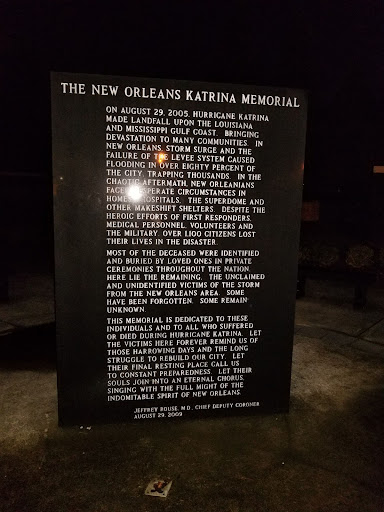 THE NEW ORLEANS KATRINA MEMORIAL
ON AUGUST 29, 2005, HURRICANE KATRINA
MADE LANDFALL UPON THE LOUISIANA
AND MISSISSIPPI GULF COAST. BRINGING
DEVASTATION TO MANY COMMUNITIES. IN
NEW ORLEANS, STORM SURGE AND THE
FAILURE OF THE LEVEE SYSTEM CAUSED
FLOODING IN OVER EIGHTY PERCENT OF
THE CITY, TRAPPING THOUSANDS. IN THE
CHAOTIC AFTERMATH, NEW ORLEANIANS
FACED DESPERATE CIRCUMSTANCES IN
HOMES, HOSPITALS, THE SUPERDOME AND
OTHER MAKESHIFT SHELTERS. DESPITE THE
HEROIC EFFORTS OF FIRST RESPONDERS,
MEDICAL PERSONNEL, VOLUNTEERS AND
THE MILITARY, OVER 1,100 CITIZENS LOST
THEIR LIVES IN THE DISASTER.
MOST OF THE DECEASED WERE IDENTIFIED
AND BURIED BY LOVED ONES IN PRIVATE
CEREMONIES THROUGHOUT THE NATION.
HERE LIE THE REMAINING. THE UNCLAIMED
AND UNIDENTIFIED VICTIMS OF THE STORM
FROM THE NEW ORLEANS AREA. SOME
HAVE BEEN FORGOTTEN. SOME REMAIN
UNKNOWN.
THIS MEMORIAL IS DEDICATED TO THESE
INDIVIDUALS AND TO ALL WHO SUFFERED
OR DIED DURING HURRICANE KATRINA. LET
THE VICTIMS HERE FOREVER REMIND US OF
THOSE HARROWING DAYS AND THE LONG
STRUGGLE TO REBUILD OUR CITY. LET
THEIR FINAL RESTING PLACE CALL US
TO CONSTANT PREPAREDNESS. LET THEIR
SOULS JOIN INTO AN ETERNAL CHORUS,
SINGING WITH THE FULL MIGHT OF THE
INDOMITABLE SPIRIT OF NEW ORLEANS.
JEFFREY ROUSE, M.D., CHIEF DEPUTY CORONER
AUGUST 29, 2009